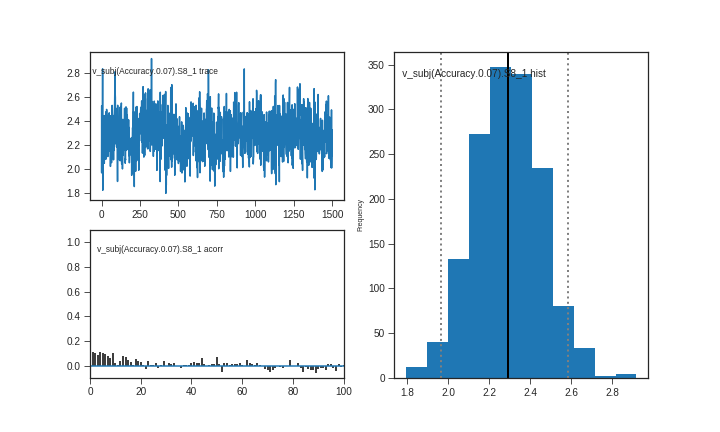 v_subj(Accuracy.0.07).S8_1 trace
2.8
2.6
2.4
2.2
2.0
1.8
0 250 500 750 1000 1250 1500
v_subj(Accuracy.0.07).S8_1 acorr
1.0
0.8
0.6
0.4
0.2
0.0
0 20 40 60 80 100
v_subj(Accuracy.0.07).S8_1 hist
Frequency
350
300
250
200
150
100
50
0
1.8 2.0 2.2 2.4 2.6 2.8